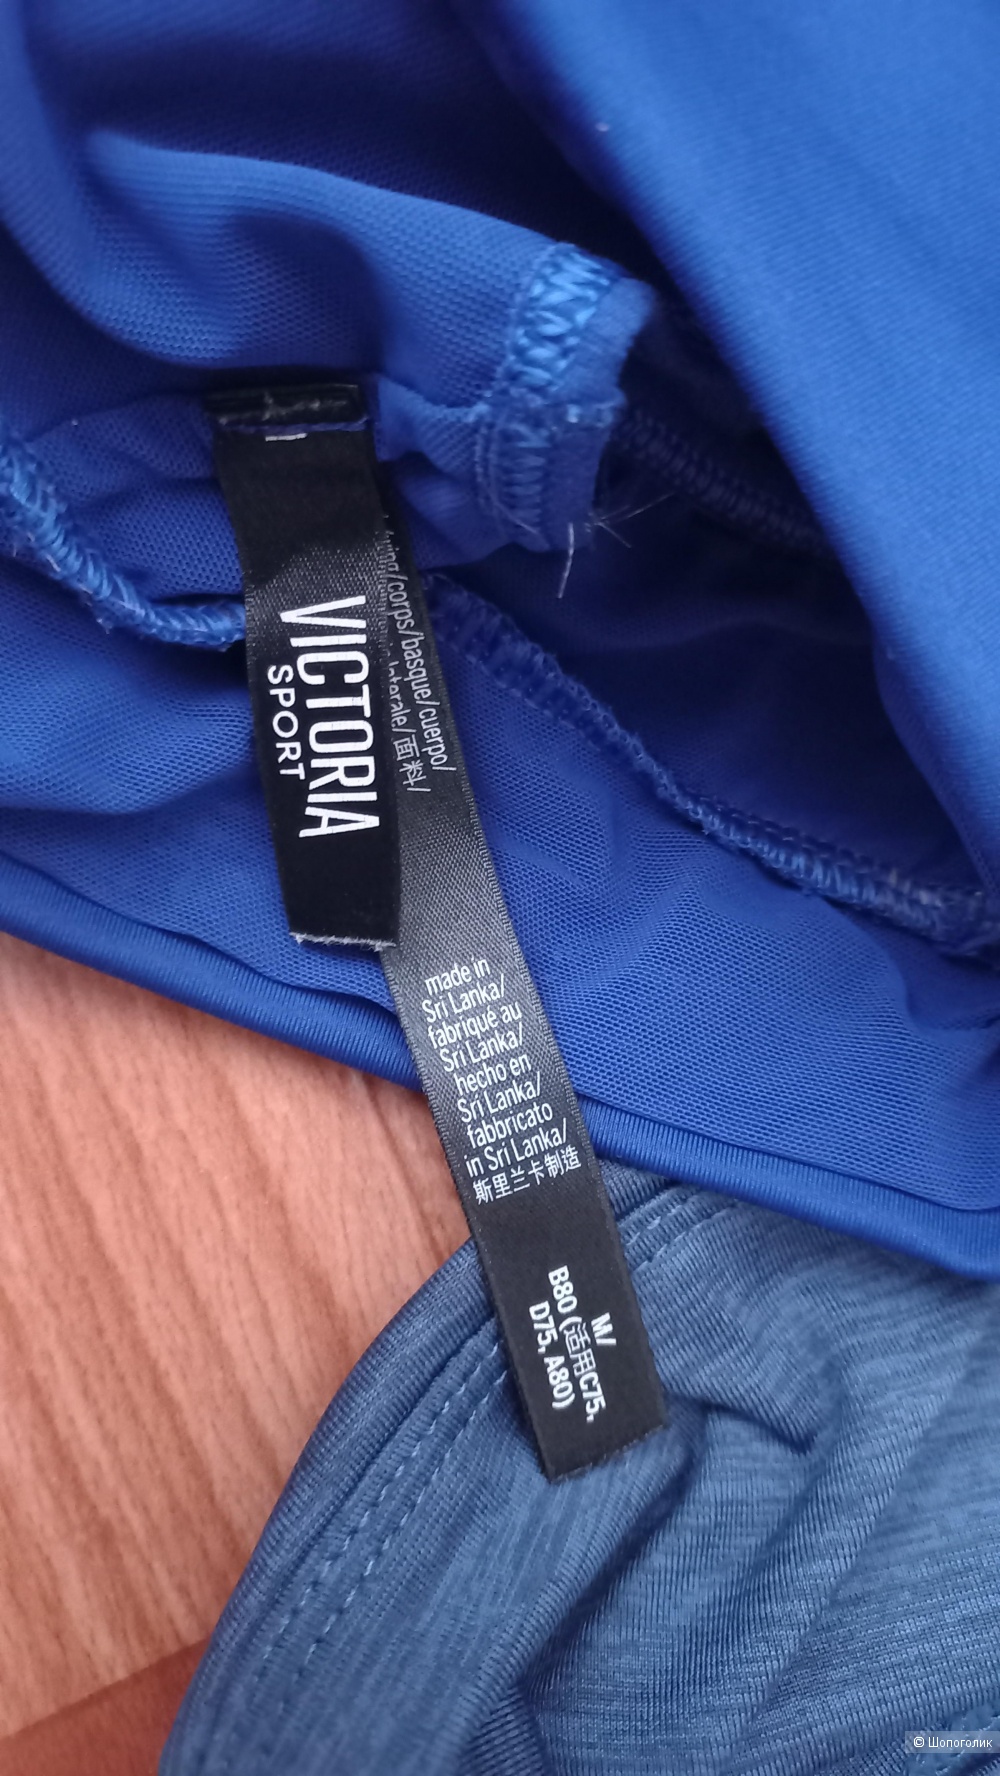 VICTORIA
SPORT
/corps/basque/cuerpo/
/面料/
made in
Sri Lanka/
fabriqué au
Sri Lanka/
hecho en
Sri Lanka/
fabbricato
in Sri Lanka/
斯里兰卡制造
M/
B80 (适用C75,
D75, A80)
© Шопоголик